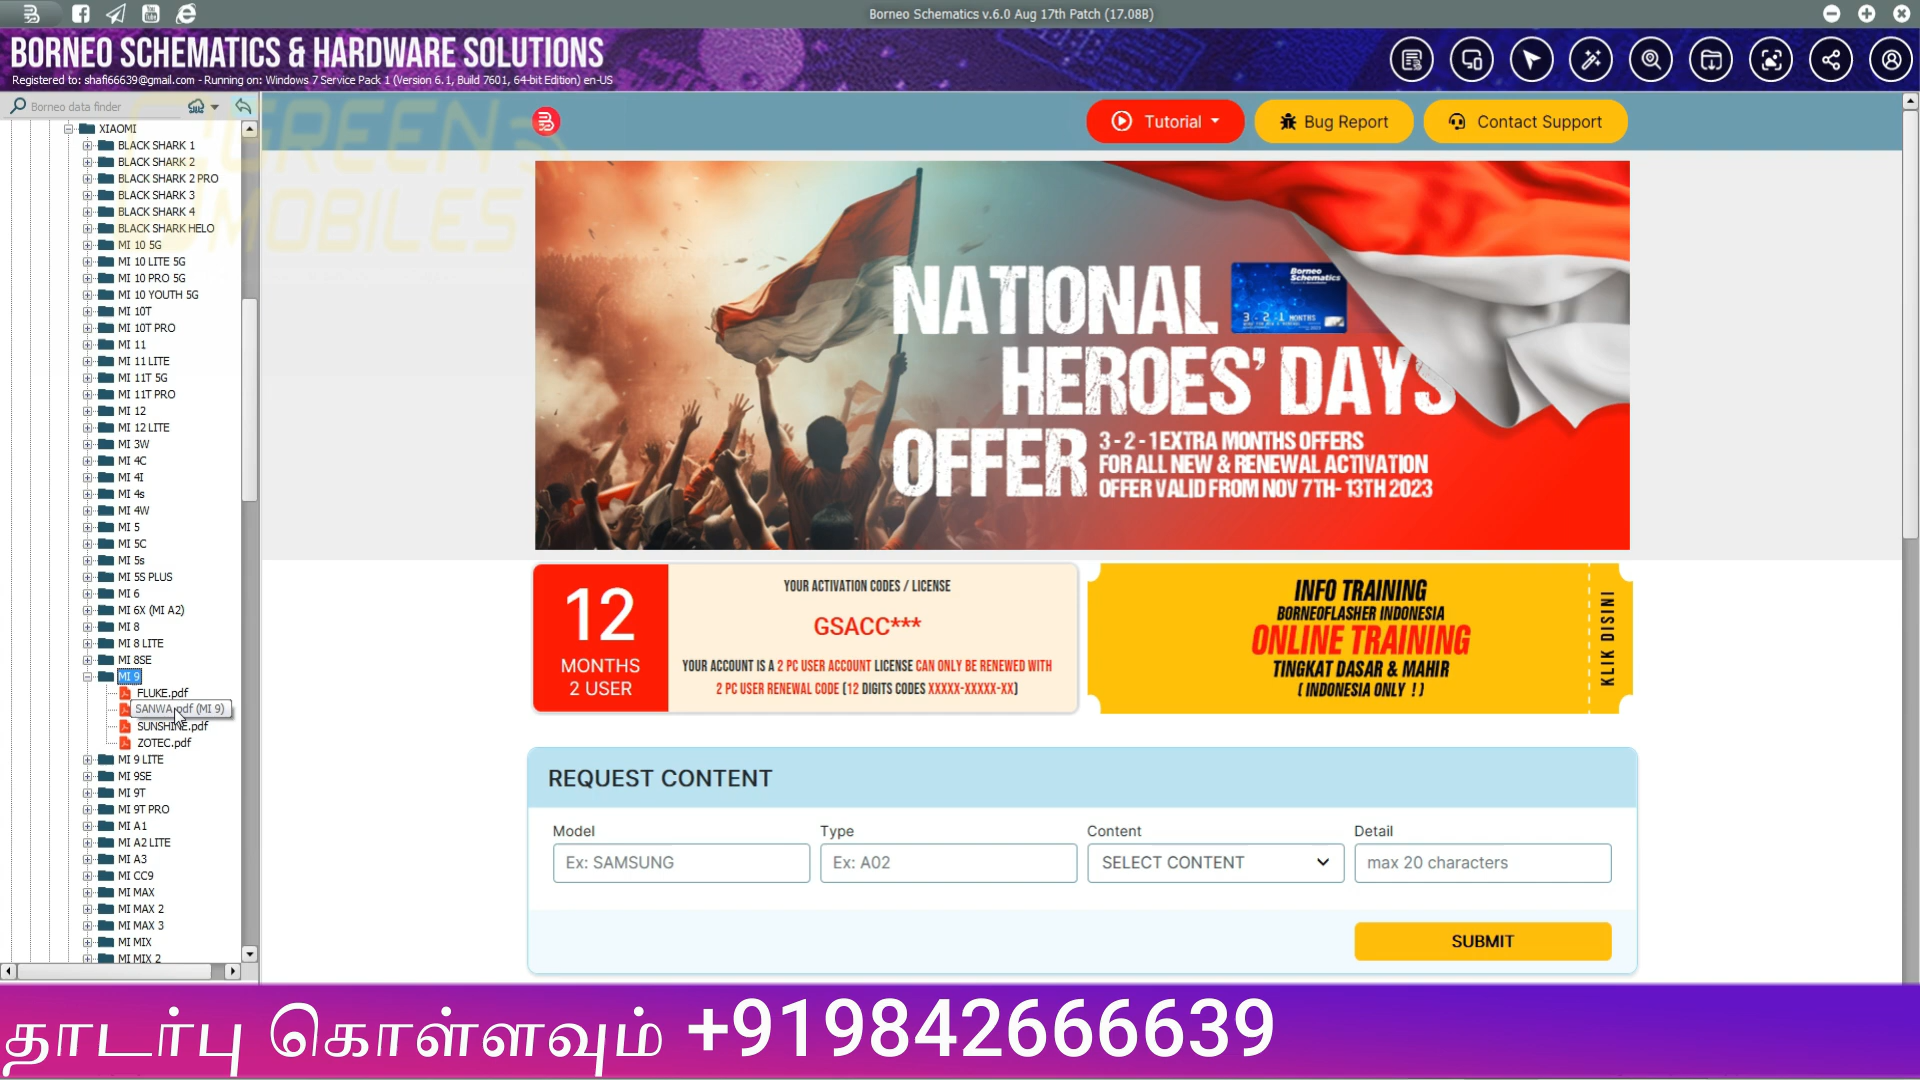 Borneo Schematics v.6.0 Aug 17th Patch (17.08B)
BORNEO SCHEMATICS & HARDWARE SOLUTIONS
Registered to: shafi66639@gmail.com - Running on: Windows 7 Service Pack 1 (Version 6.1, Build 7601, 64-bit Edition) en-US
Borneo data finder
GREEN
MOBILES
XIAOMI
BLACK SHARK 1
BLACK SHARK 2
BLACK SHARK 2 PRO
BLACK SHARK 3
BLACK SHARK 4
BLACK SHARK HELO
MI 10 5G
MI 10 LITE 5G
MI 10 PRO 5G
MI 10 YOUTH 5G
MI 10T
MI 10T PRO
MI 11
MI 11 LITE
MI 11T 5G
MI 11T PRO
MI 12
MI 12 LITE
MI 3W
MI 4C
MI 4I
MI 4s
MI 4W
MI 5
MI 5C
MI 5s
MI 5S PLUS
MI 6
MI 6X (MI A2)
MI 8
MI 8 LITE
MI 8SE
MI 9
FLUKE.pdf
SANWA.pdf (MI 9)
SUNSHINE.pdf
ZOTEC.pdf
MI 9 LITE
MI 9SE
MI 9T
MI 9T PRO
MI A1
MI A2 LITE
MI A3
MI CC9
MI MAX
MI MAX 2
MI MAX 3
MI MIX
MI MIX 2
Tutorial
Bug Report
Contact Support
NATIONAL
HEROES' DAYS
OFFER
Borneo
Schematics
3 - 2 - 1 MONTHS
3 - 2 - 1 EXTRA MONTHS OFFERS
FOR ALL NEW & RENEWAL ACTIVATION
OFFER VALID FROM NOV 7TH- 13TH 2023
12
MONTHS
2 USER
YOUR ACTIVATION CODES / LICENSE
GSACC***
YOUR ACCOUNT IS A 2 PC USER ACCOUNT LICENSE CAN ONLY BE RENEWED WITH
2 PC USER RENEWAL CODE (12 DIGITS CODES XXXXX-XXXXX-XX)
INFO TRAINING
BORNEOFLASHER INDONESIA
ONLINE TRAINING
TINGKAT DASAR & MAHIR
( INDONESIA ONLY ! )
KLIK DISINI
REQUEST CONTENT
Model
Type
Content
Detail
Ex: SAMSUNG
Ex: A02
SELECT CONTENT
max 20 characters
SUBMIT
தாடர்பு கொள்ளவும் +919842666639